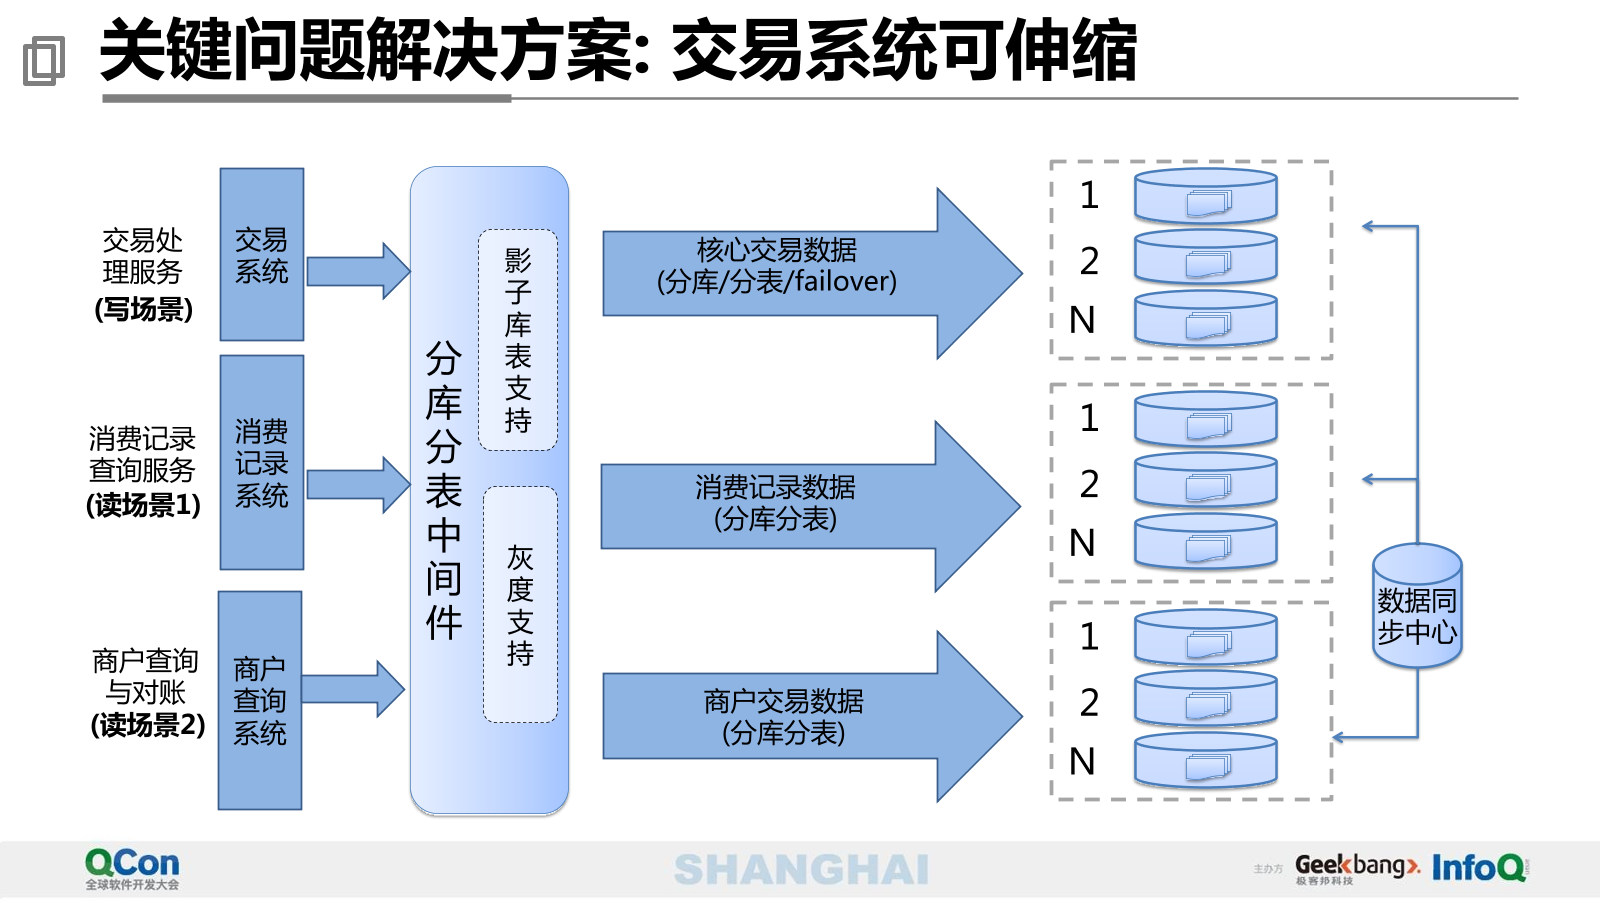 关键问题解决方案: 交易系统可伸缩
交易处
理服务
(写场景)
交易
系统
消费记录
查询服务
(读场景1)
消费
记录
系统
商户查询
与对账
(读场景2)
商户
查询
系统
分库分表中间件
影子库表支持
灰度支持
核心交易数据
(分库/分表/failover)
消费记录数据
(分库分表)
商户交易数据
(分库分表)
1
2
N
1
2
N
1
2
N
数据同
步中心
QCon
全球软件开发大会
SHANGHAI
主办方
Geekbang>.
极客邦科技
InfoQ